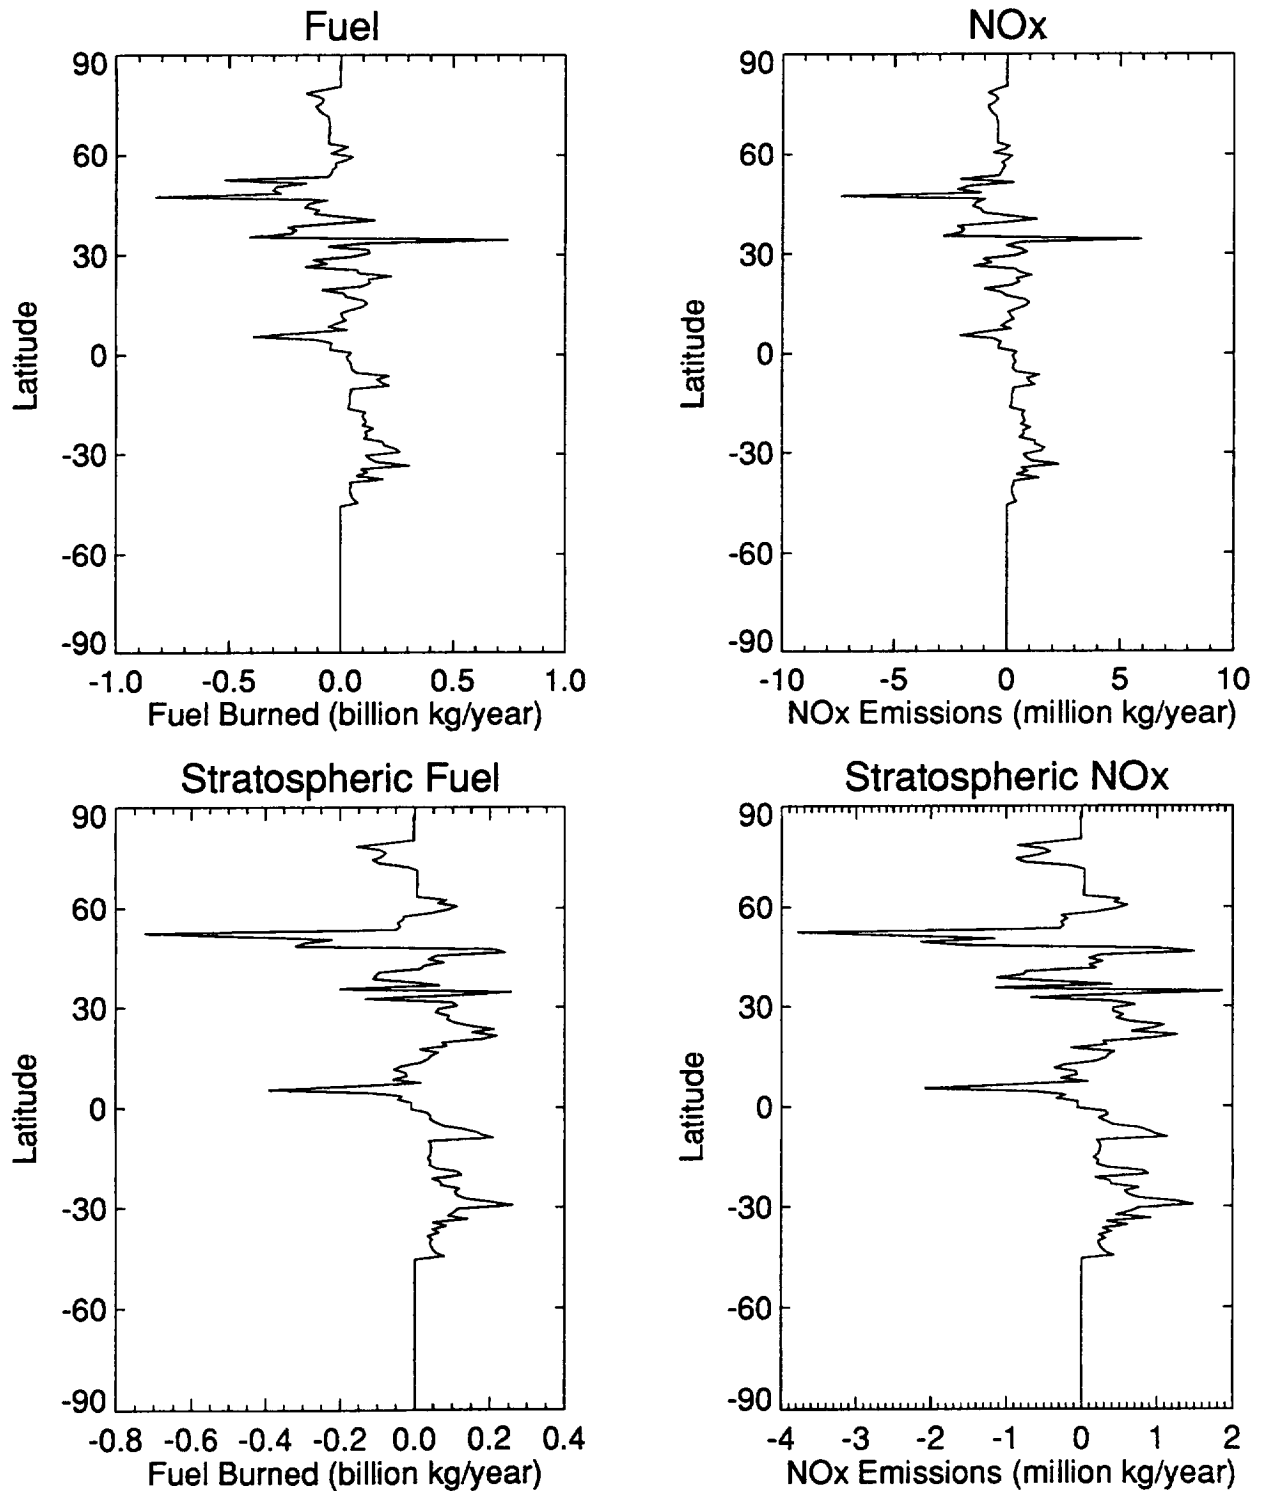 Fuel
90
60
30
0
-30
-60
-90
Latitude
-1.0 -0.5 0.0 0.5 1.0
Fuel Burned (billion kg/year)
NOx
90
60
30
0
-30
-60
-90
Latitude
-10 -5 0 5 10
NOx Emissions (million kg/year)
Stratospheric Fuel
90
60
30
0
-30
-60
-90
Latitude
-0.8 -0.6 -0.4 -0.2 0.0 0.2 0.4
Fuel Burned (billion kg/year)
Stratospheric NOx
90
60
30
0
-30
-60
-90
Latitude
-4 -3 -2 -1 0 1 2
NOx Emissions (million kg/year)